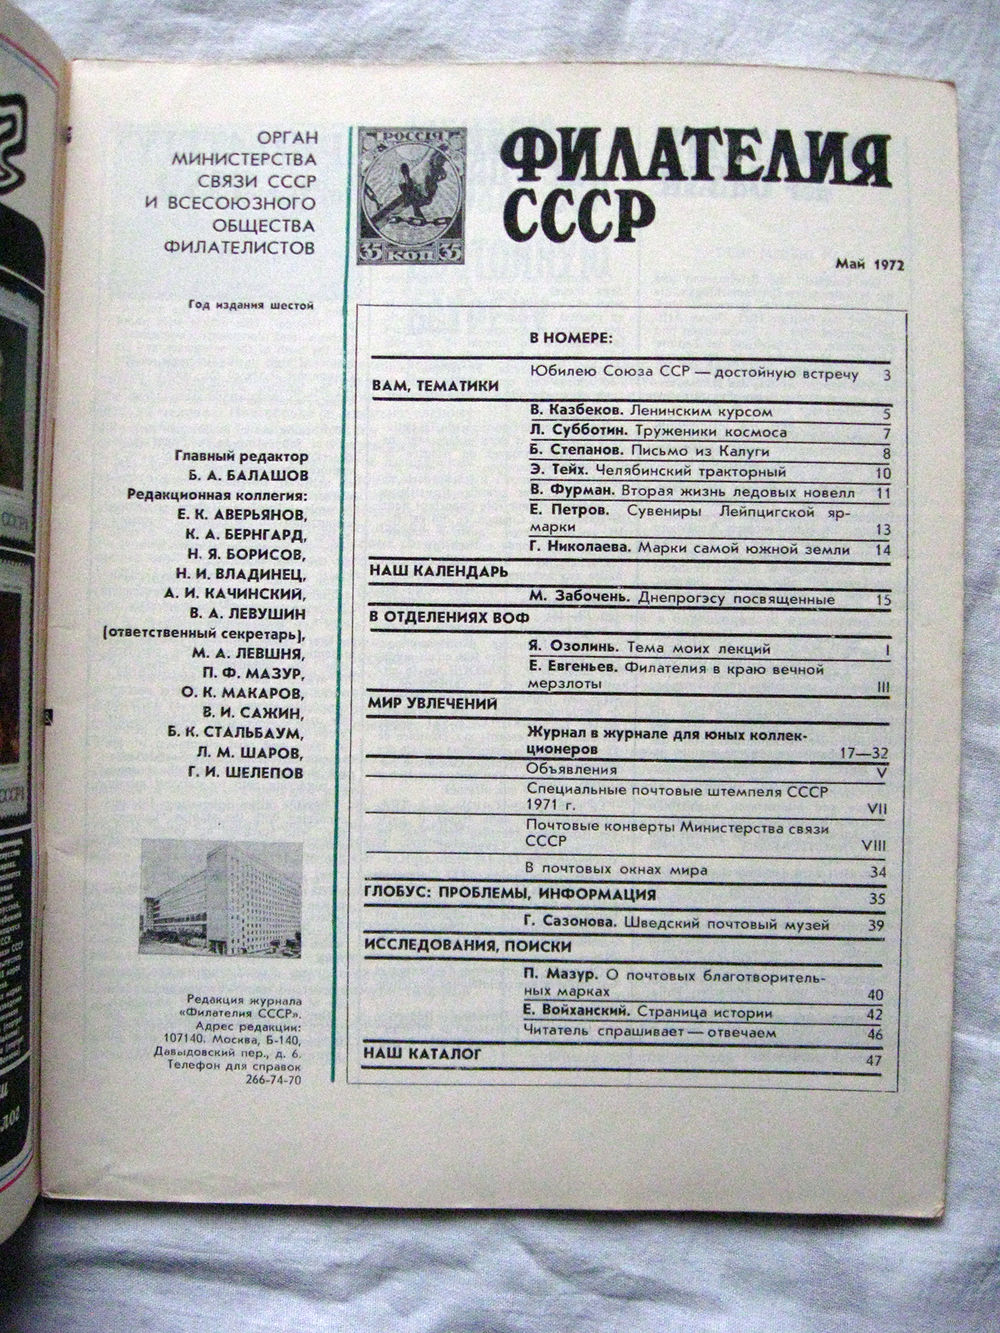 ОРГАН
МИНИСТЕРСТВА
СВЯЗИ СССР
И ВСЕСОЮЗНОГО
ОБЩЕСТВА
ФИЛАТЕЛИСТОВ
Год издания шестой
РОССIЯ
35 КОП 35
ФИЛАТЕЛИЯ
СССР
Май 1972
Главный редактор
Б. А. БАЛАШОВ
Редакционная коллегия:
Е. К. АВЕРЬЯНОВ,
К. А. БЕРНГАРД,
Н. Я. БОРИСОВ,
Н. И. ВЛАДИНЕЦ,
А. И. КАЧИНСКИЙ,
В. А. ЛЕВУШИН
(ответственный секретарь),
М. А. ЛЕВШНЯ,
П. Ф. МАЗУР,
О. К. МАКАРОВ,
В. И. САЖИН,
Б. К. СТАЛЬБАУМ,
Л. М. ШАРОВ,
Г. И. ШЕЛЕПОВ
Редакция журнала
«Филателия СССР».
Адрес редакции:
107140. Москва, Б-140,
Давыдовский пер., д. 6.
Телефон для справок
266-74-70
В НОМЕРЕ:
Юбилею Союза ССР — достойную встречу 3
ВАМ, ТЕМАТИКИ
В. Казбеков. Ленинским курсом 5
Л. Субботин. Труженики космоса 7
Б. Степанов. Письмо из Калуги 8
Э. Тейх. Челябинский тракторный 10
В. Фурман. Вторая жизнь ледовых новелл 11
Е. Петров. Сувениры Лейпцигской яр-
марки 13
Г. Николаева. Марки самой южной земли 14
НАШ КАЛЕНДАРЬ
М. Забочень. Днепрогэсу посвященные 15
В ОТДЕЛЕНИЯХ ВОФ
Я. Озолинь. Тема моих лекций I
Е. Евгеньев. Филателия в краю вечной
мерзлоты III
МИР УВЛЕЧЕНИЙ
Журнал в журнале для юных коллек-
ционеров 17—32
Объявления V
Специальные почтовые штемпеля СССР
1971 г. VII
Почтовые конверты Министерства связи
СССР VIII
В почтовых окнах мира 34
ГЛОБУС: ПРОБЛЕМЫ, ИНФОРМАЦИЯ 35
Г. Сазонова. Шведский почтовый музей 39
ИССЛЕДОВАНИЯ, ПОИСКИ
П. Мазур. О почтовых благотворитель-
ных марках 40
Е. Войханский. Страница истории 42
Читатель спрашивает — отвечаем 46
НАШ КАТАЛОГ 47